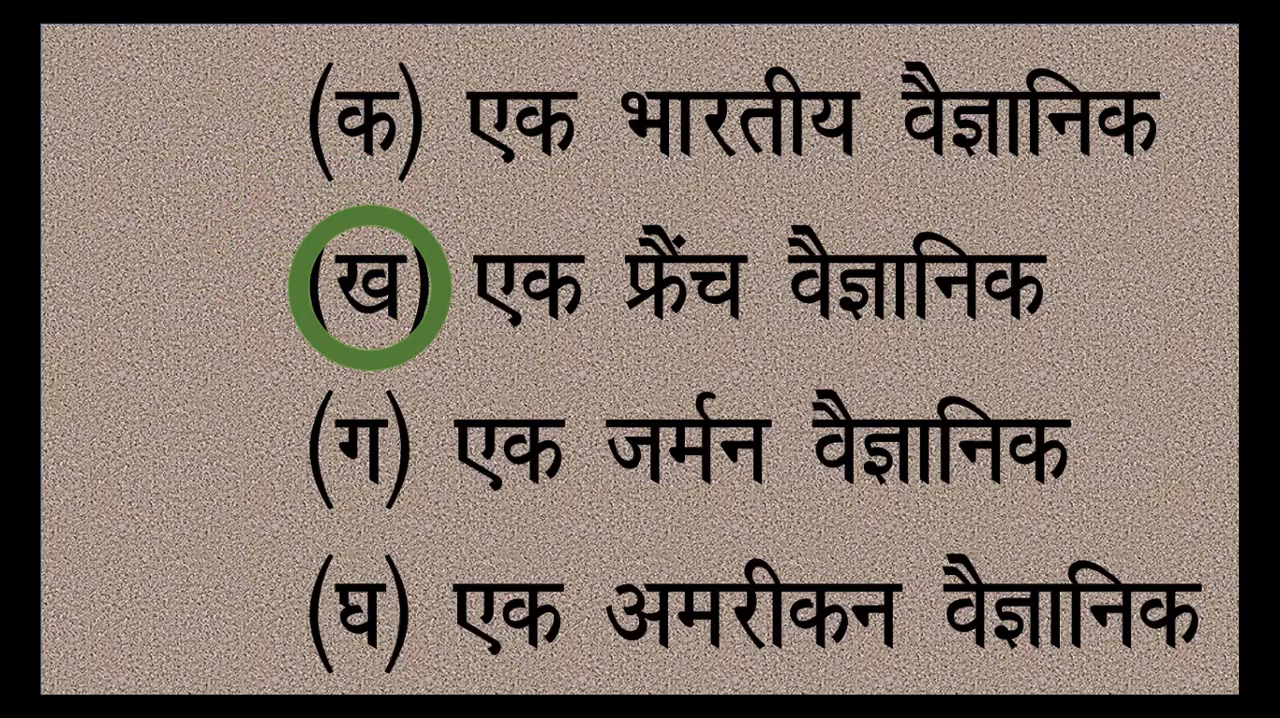 (क) एक भारतीय वैज्ञानिक
(ख) एक फ्रैंच वैज्ञानिक
(ग) एक जर्मन वैज्ञानिक
(घ) एक अमरीकन वैज्ञानिक